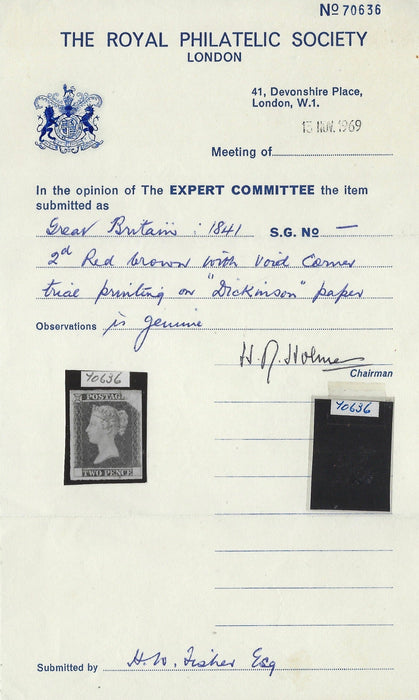 No 70636
THE ROYAL PHILATELIC SOCIETY
LONDON
41, Devonshire Place,
London, W.1.
13 NOV. 1969
Meeting of
In the opinion of The EXPERT COMMITTEE the item
submitted as
Great Britain : 1841 S.G. No —
2d Red brown with void corner
trial printing on "Dickinson" paper
Observations is genuine
H. R. Holmes
Chairman
70636
70636
POSTAGE
TWO PENCE
Submitted by H.W. Fisher Esq